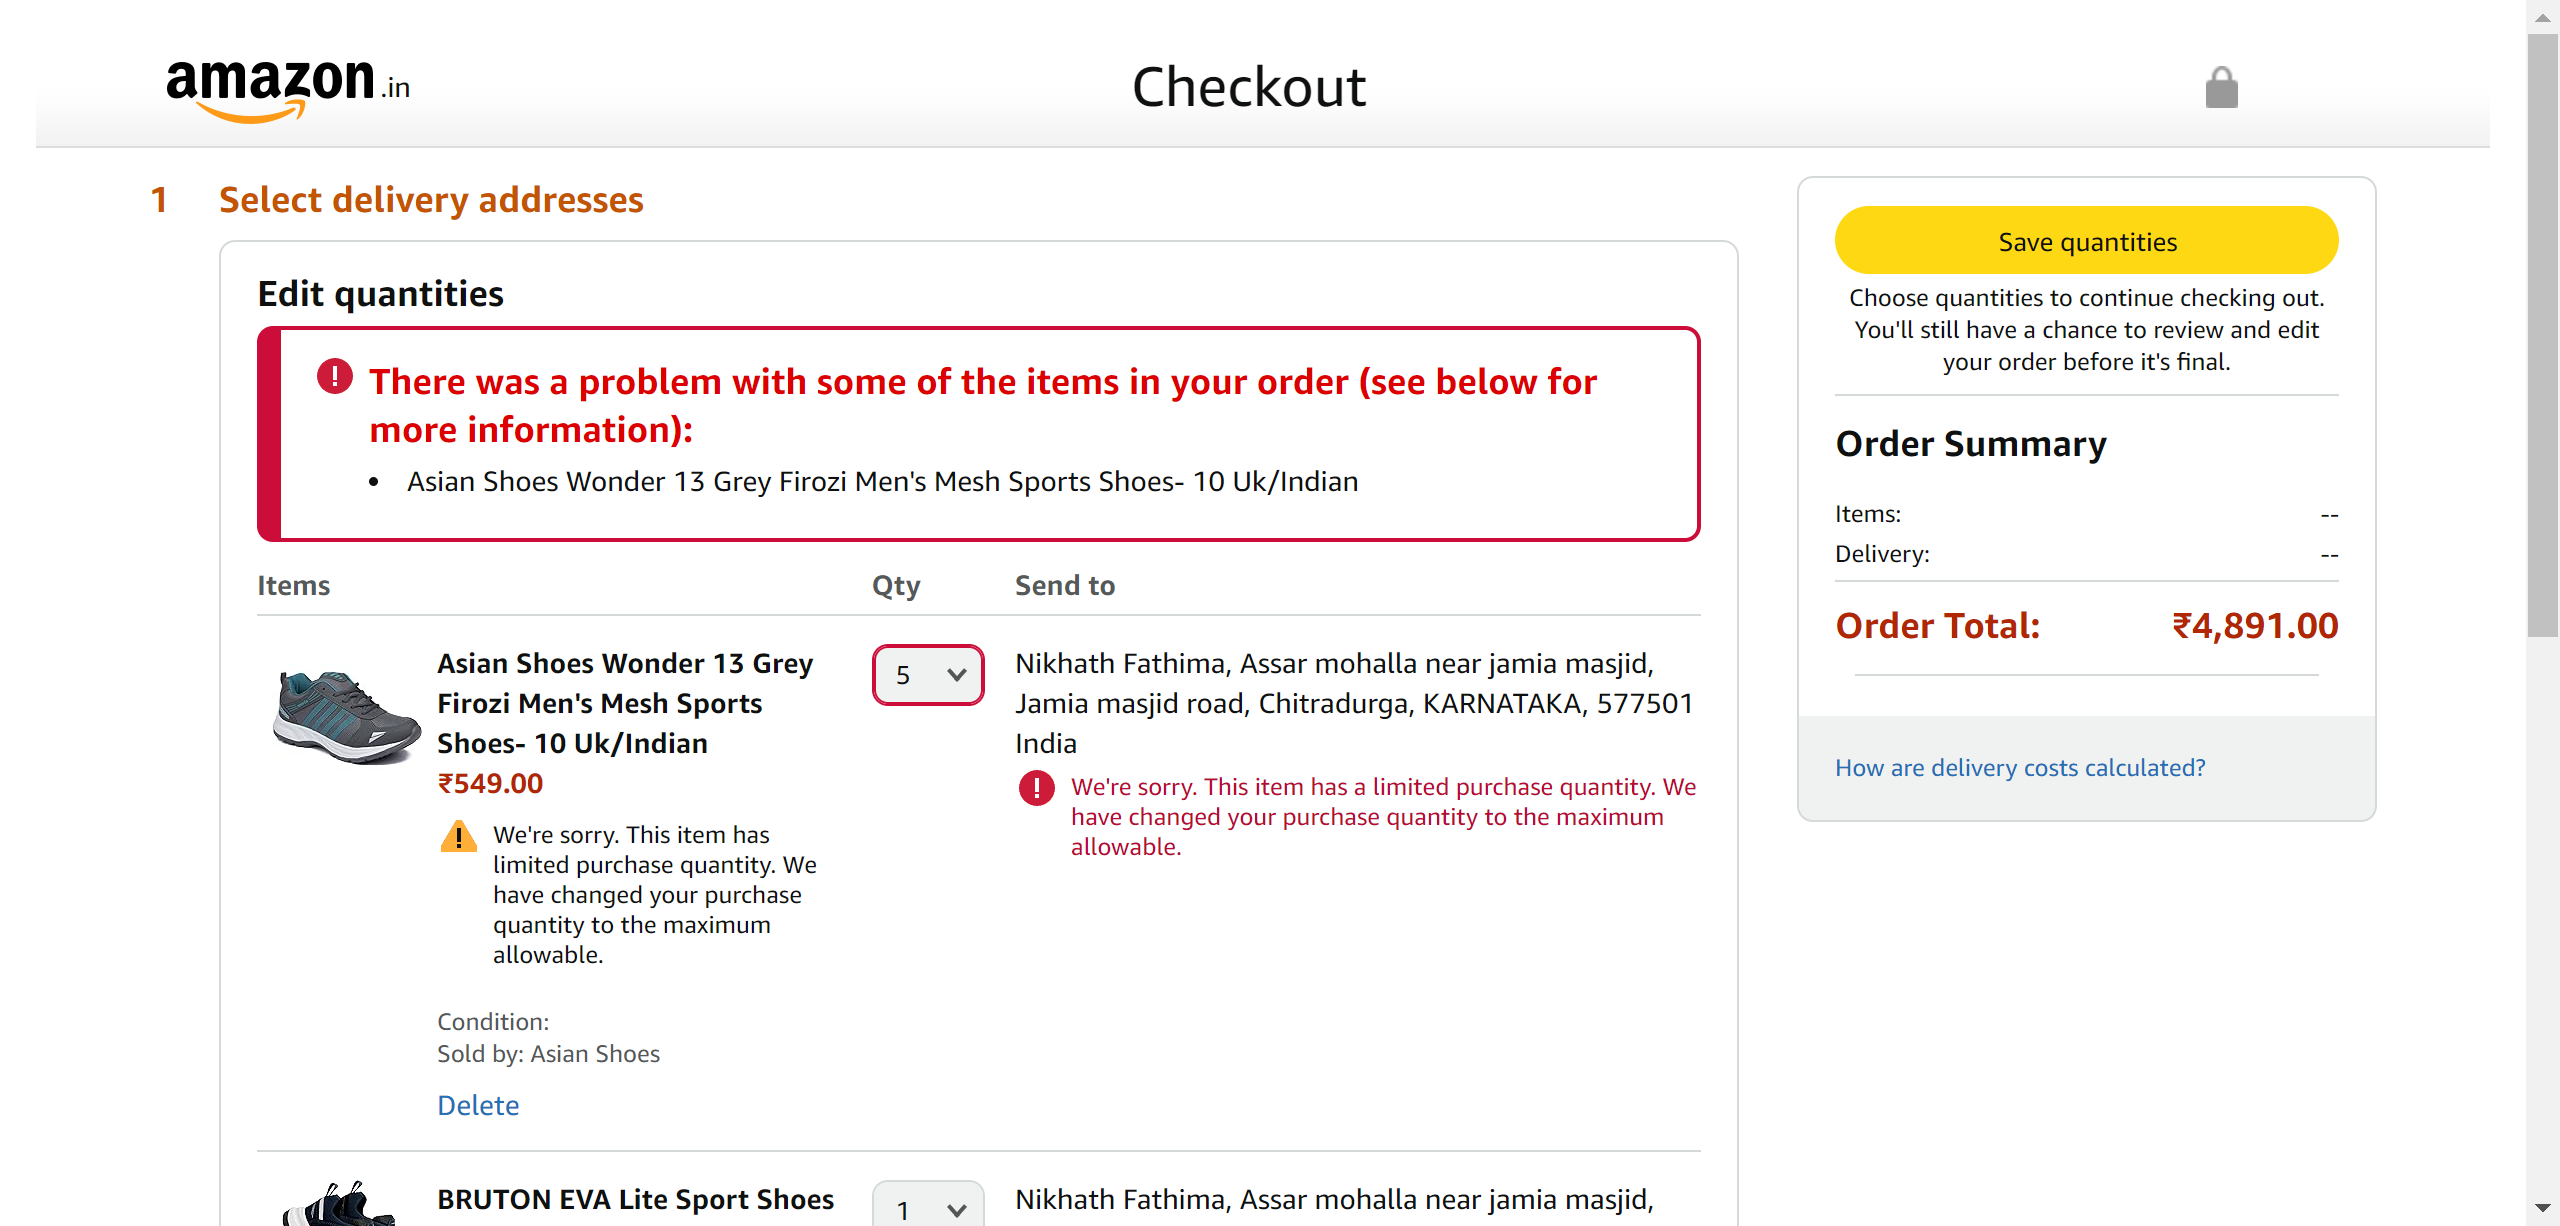 amazon.in
Checkout
1 Select delivery addresses
Edit quantities
There was a problem with some of the items in your order (see below for
more information):
• Asian Shoes Wonder 13 Grey Firozi Men's Mesh Sports Shoes- 10 Uk/Indian
Items Qty Send to
Asian Shoes Wonder 13 Grey
Firozi Men's Mesh Sports
Shoes- 10 Uk/Indian
₹549.00
We're sorry. This item has
limited purchase quantity. We
have changed your purchase
quantity to the maximum
allowable.
Condition:
Sold by: Asian Shoes
Delete
5
Nikhath Fathima, Assar mohalla near jamia masjid,
Jamia masjid road, Chitradurga, KARNATAKA, 577501
India
We're sorry. This item has a limited purchase quantity. We
have changed your purchase quantity to the maximum
allowable.
BRUTON EVA Lite Sport Shoes
1
Nikhath Fathima, Assar mohalla near jamia masjid,
Save quantities
Choose quantities to continue checking out.
You'll still have a chance to review and edit
your order before it's final.
Order Summary
Items: --
Delivery: --
Order Total: ₹4,891.00
How are delivery costs calculated?